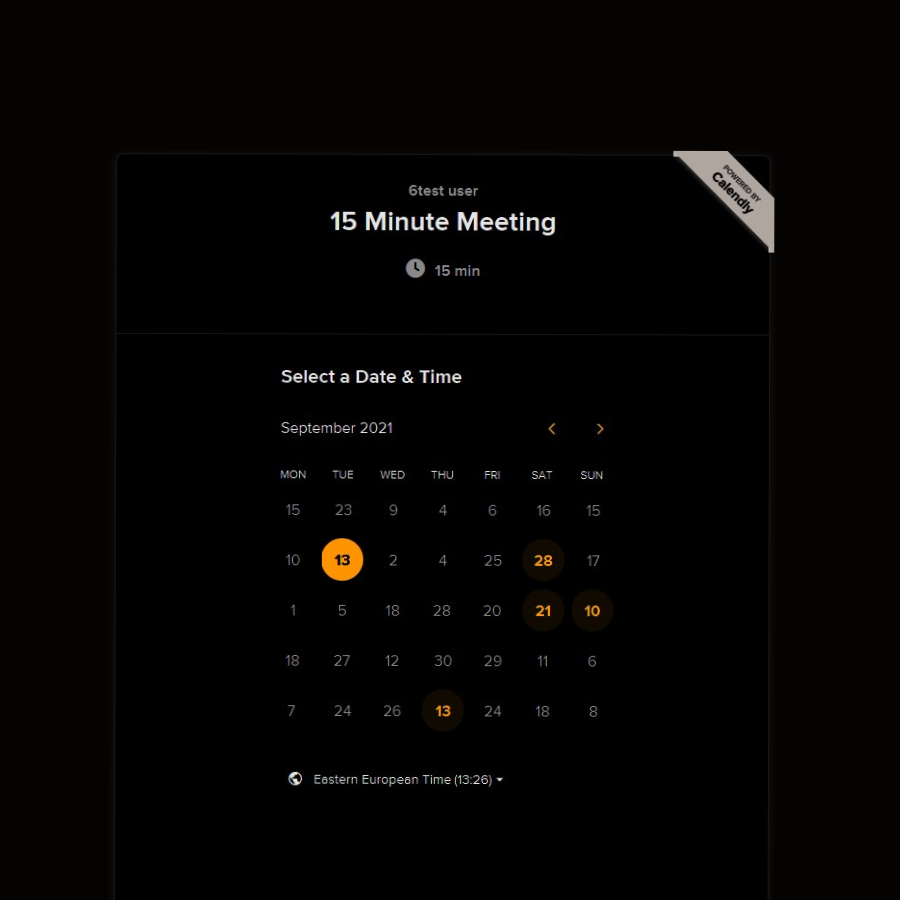 POWERED BY
Calendly
6test user
15 Minute Meeting
15 min
Select a Date & Time
September 2021
MON TUE WED THU FRI SAT SUN
15 23 9 4 6 16 15
10 13 2 4 25 28 17
1 5 18 28 20 21 10
18 27 12 30 29 11 6
7 24 26 13 24 18 8
Eastern European Time (13:26)